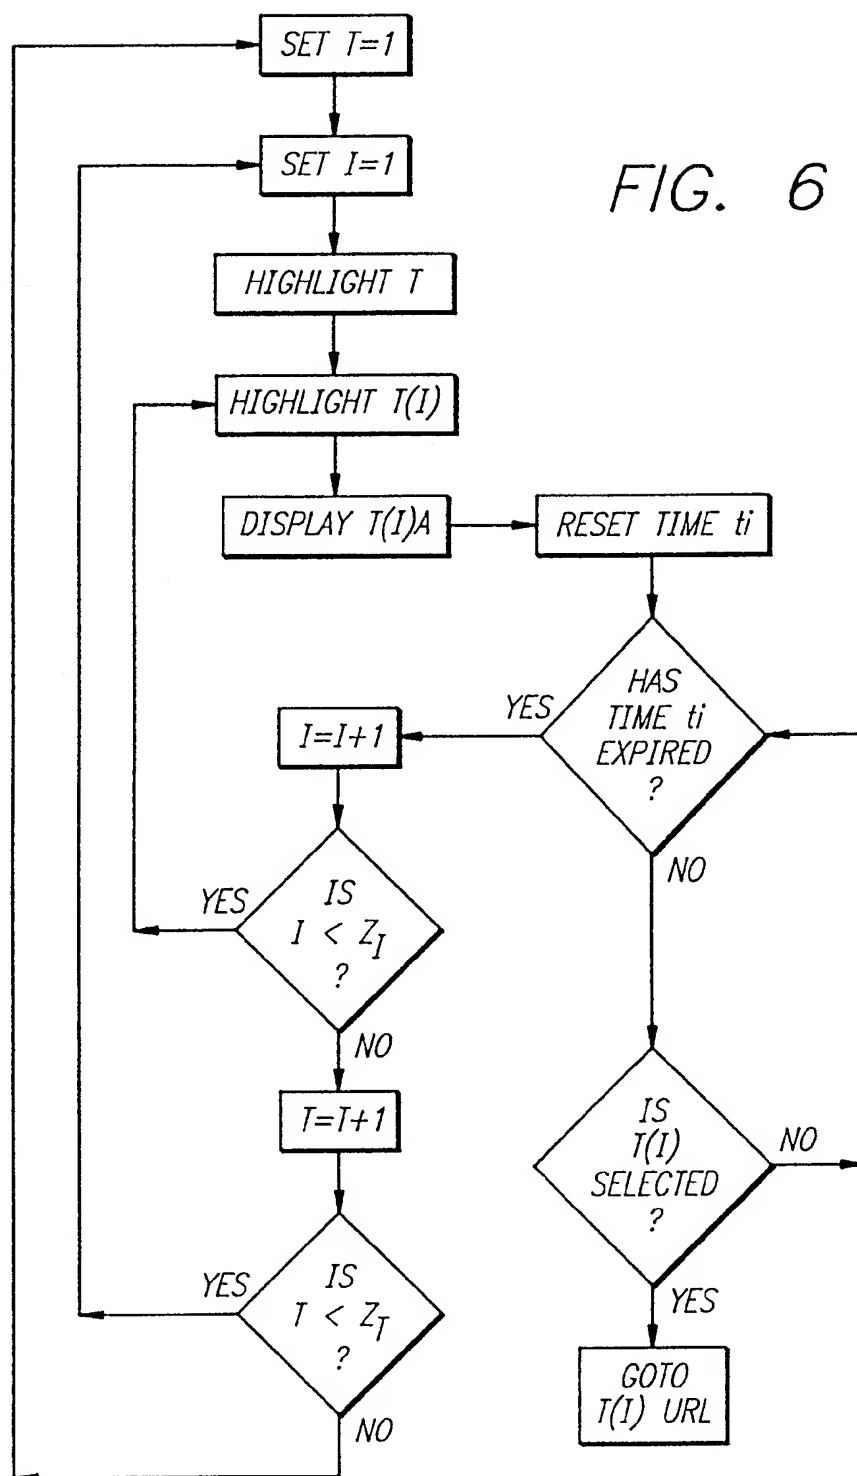 SET T=1
SET I=1
FIG. 6
HIGHLIGHT T
HIGHLIGHT T(I)
DISPLAY T(I)A
RESET TIME ti
HAS
TIME ti
EXPIRED
?
YES
NO
I=I+1
IS
I < Z_I
?
YES
NO
T=T+1
IS
T(I)
SELECTED
?
NO
YES
IS
T < Z_T
?
YES
NO
GOTO
T(I) URL